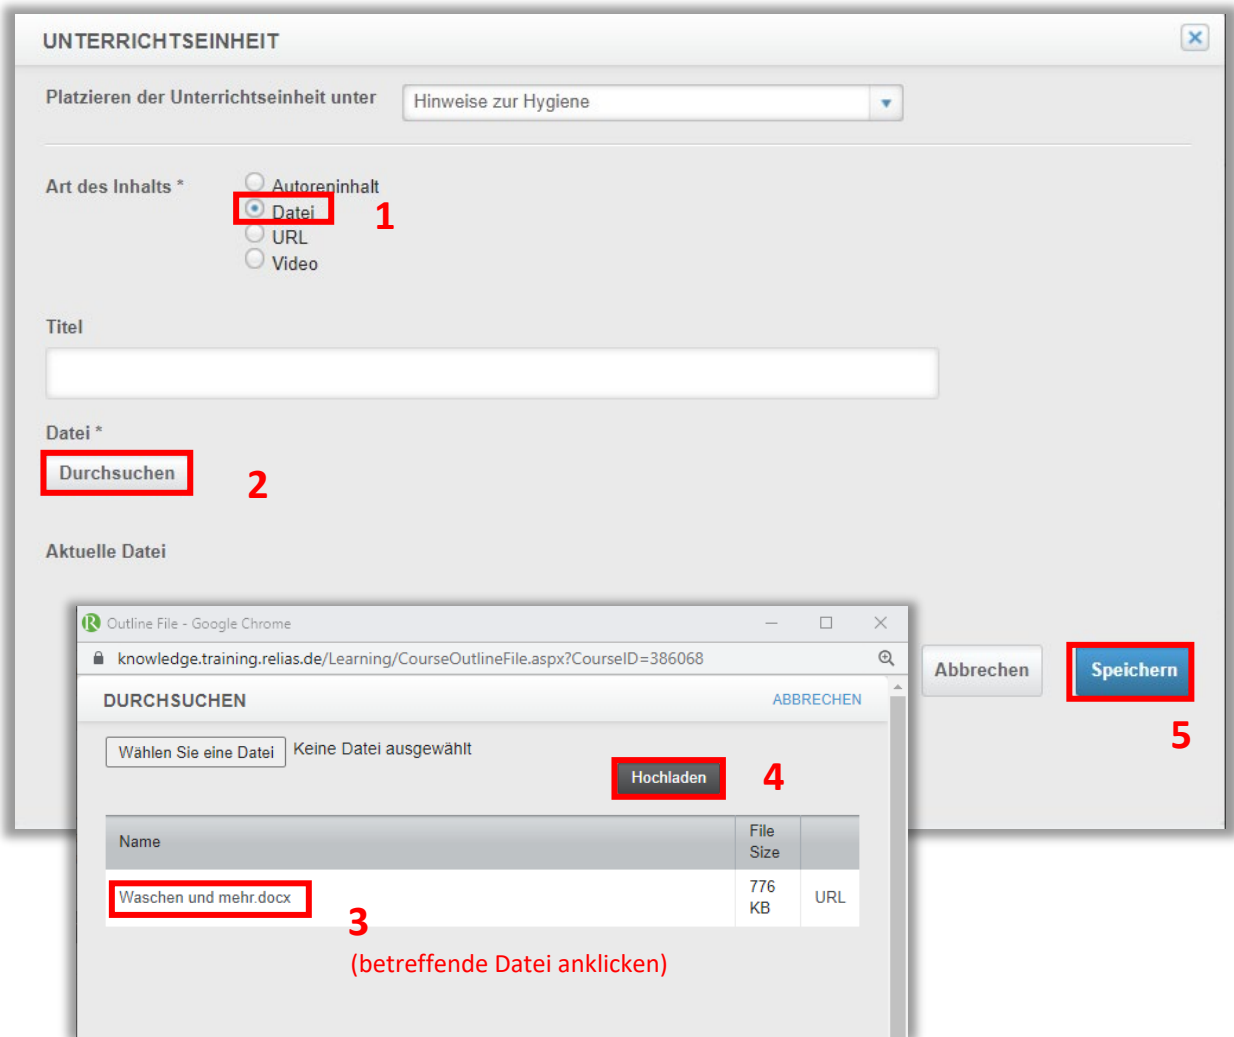 UNTERRICHTSEINHEIT
Platzieren der Unterrichtseinheit unter
Hinweise zur Hygiene
Art des Inhalts *
Autoreninhalt
Datei
1
URL
Video
Titel
Datei *
Durchsuchen
2
Aktuelle Datei
Outline File - Google Chrome
knowledge.training.relias.de/Learning/CourseOutlineFile.aspx?CourseID=386068
Abbrechen
Speichern
5
DURCHSUCHEN
ABBRECHEN
Wählen Sie eine Datei
Keine Datei ausgewählt
Hochladen
4
Name
File
Size
Waschen und mehr.docx
776
KB
URL
3
(betreffende Datei anklicken)